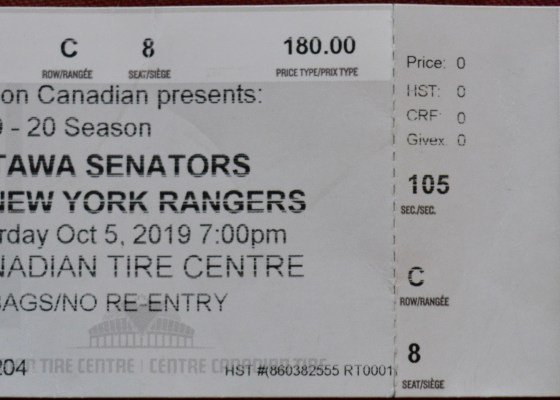 C 8 180.00
ROW/RANGÉE SEAT/SIÈGE PRICE TYPE/PRIX TYPE
on Canadian presents:
- 20 Season
TAWA SENATORS
NEW YORK RANGERS
rday Oct 5, 2019 7:00pm
NADIAN TIRE CENTRE
BAGS/NO RE-ENTRY
TIRE CENTRE | CENTRE CANADIAN TIRE
204 HST #(860382555 RT0001
Price: 0
HST: 0
CRF: 0
Givex 0
105
SEC./SEC.
C
ROW/RANGÉE
8
SEAT/SIÈGE